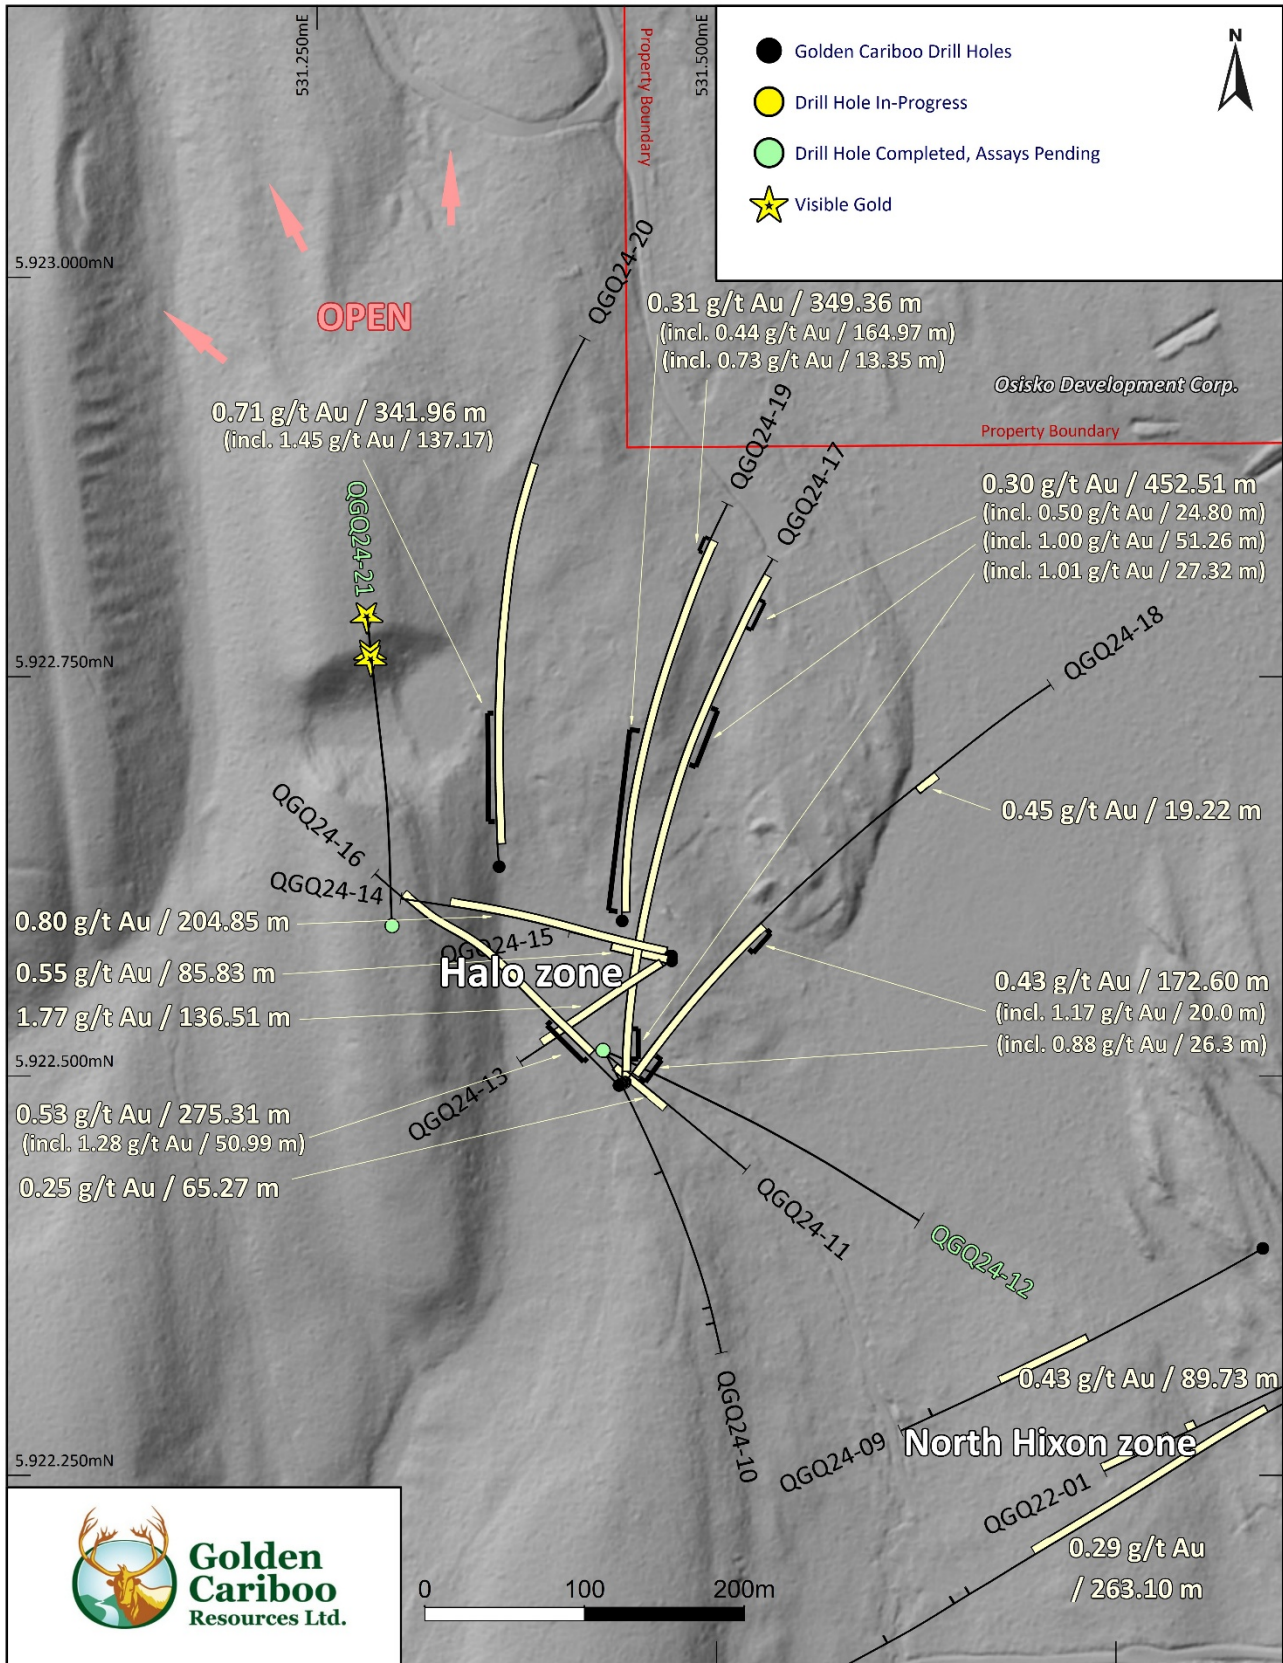 531.250mE
531.500mE
Property Boundary
N
Golden Cariboo Drill Holes
Drill Hole In-Progress
Drill Hole Completed, Assays Pending
Visible Gold
5.923.000mN
QGQ24-20
OPEN
0.31 g/t Au / 349.36 m
(incl. 0.44 g/t Au / 164.97 m)
(incl. 0.73 g/t Au / 13.35 m)
Osisko Development Corp.
Property Boundary
0.71 g/t Au / 341.96 m
(incl. 1.45 g/t Au / 137.17)
QGQ24-19
QGQ24-17
0.30 g/t Au / 452.51 m
(incl. 0.50 g/t Au / 24.80 m)
(incl. 1.00 g/t Au / 51.26 m)
(incl. 1.01 g/t Au / 27.32 m)
QGQ24-21
QGQ24-18
5.922.750mN
QGQ24-16
0.45 g/t Au / 19.22 m
QGQ24-14
0.80 g/t Au / 204.85 m
QGQ24-15
0.55 g/t Au / 85.83 m
Halo zone
0.43 g/t Au / 172.60 m
(incl. 1.17 g/t Au / 20.0 m)
(incl. 0.88 g/t Au / 26.3 m)
1.77 g/t Au / 136.51 m
5.922.500mN
QGQ24-13
0.53 g/t Au / 275.31 m
(incl. 1.28 g/t Au / 50.99 m)
0.25 g/t Au / 65.27 m
QGQ24-11
QGQ24-12
0.43 g/t Au / 89.73 m
QGQ24-10
QGQ24-09
North Hixon zone
5.922.250mN
QGQ22-01
0.29 g/t Au
/ 263.10 m
Golden
Cariboo
Resources Ltd.
0 100 200m